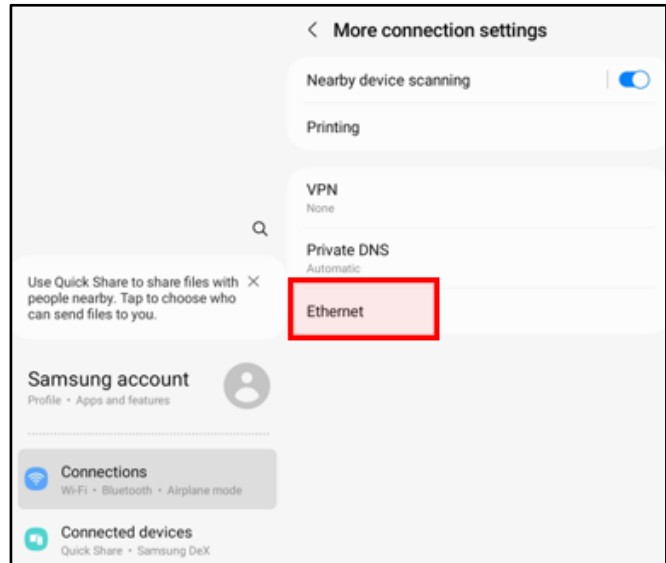 More connection settings
Nearby device scanning
Printing
VPN
None
Private DNS
Automatic
Ethernet
Use Quick Share to share files with
people nearby. Tap to choose who
can send files to you.
Samsung account
Profile • Apps and features
Connections
Wi-Fi • Bluetooth • Airplane mode
Connected devices
Quick Share • Samsung DeX